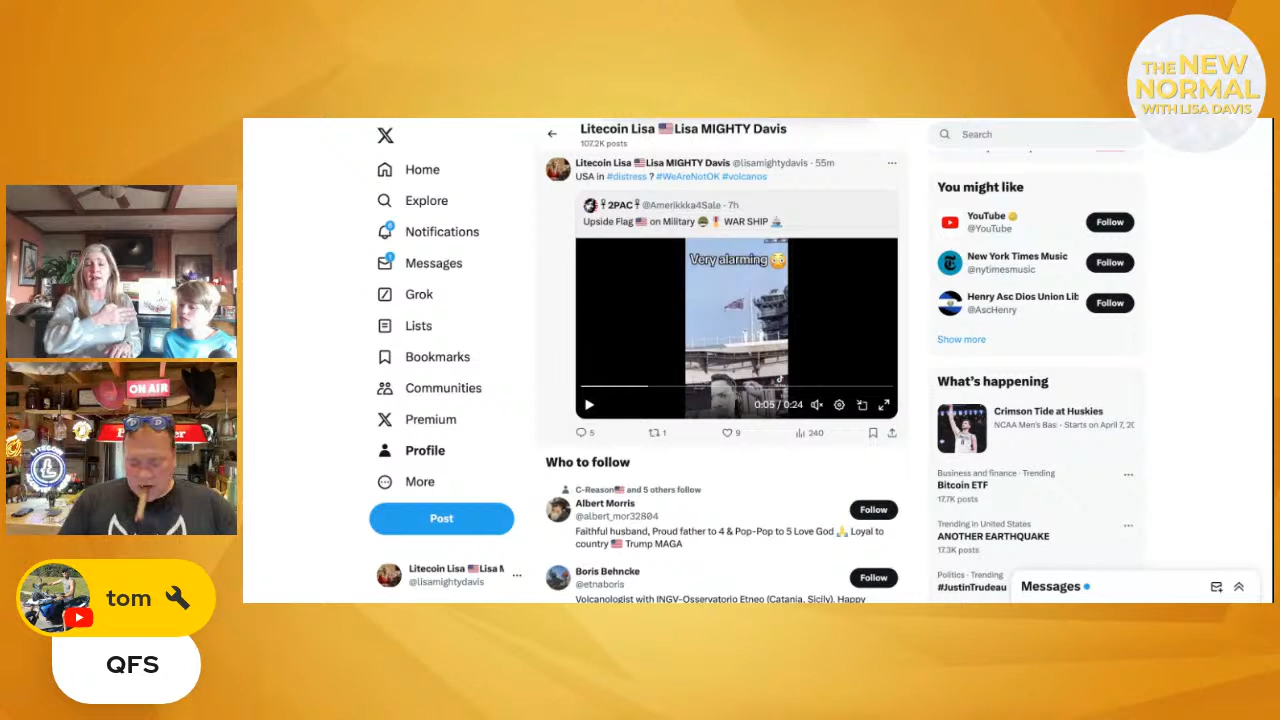 THE NEW
NORMAL
WITH LISA DAVIS
Litecoin Lisa 🇺🇸Lisa MIGHTY Davis
107.2K posts
Search
Home
Explore
Notifications
Messages
Grok
Lists
Bookmarks
Communities
Premium
Profile
More
Post
Litecoin Lisa 🇺🇸Lisa M
@lisamightydavis
Litecoin Lisa 🇺🇸Lisa MIGHTY Davis @lisamightydavis · 55m
USA in #distress ? #WeAreNotOK #volcanos
2PAC @Amerikkka4Sale · 7h
Upside Flag 🇺🇸 on Military 🪖 🎖️ WAR SHIP 🚢
Very alarming 😳
0:05 / 0:24
5 1 9 240
Who to follow
C-Reason🇺🇸 and 5 others follow
Albert Morris
@albert_mor32804
Follow
Faithful husband, Proud father to 4 & Pop-Pop to 5 Love God 🙏 Loyal to
country 🇺🇸 Trump MAGA
Boris Behncke
@etnaboris
Follow
Volcanologist with INGV-Osservatorio Etneo (Catania, Sicily). Happy
You might like
YouTube
@YouTube
Follow
New York Times Music
@nytimesmusic
Follow
Henry Asc Dios Union Lib
@AscHenry
Follow
Show more
What's happening
Crimson Tide at Huskies
NCAA Men's Bas · Starts on April 7, 20
Business and finance · Trending
Bitcoin ETF
17.7K posts
Trending in United States
ANOTHER EARTHQUAKE
17.3K posts
Politics · Trending
#JustinTrudeau
Messages
ON AIR
LITECOIN
tom
QFS